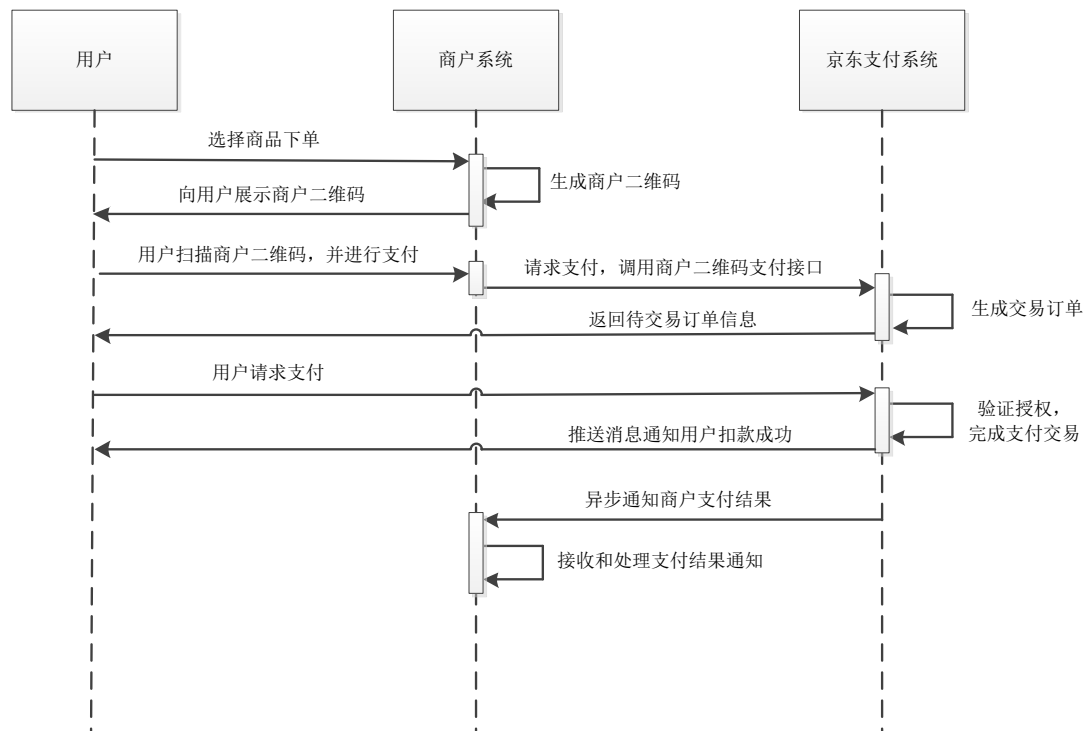 用户
商户系统
京东支付系统
选择商品下单
生成商户二维码
向用户展示商户二维码
用户扫描商户二维码，并进行支付
请求支付，调用商户二维码支付接口
生成交易订单
返回待交易订单信息
用户请求支付
验证授权，
完成支付交易
推送消息通知用户扣款成功
异步通知商户支付结果
接收和处理支付结果通知